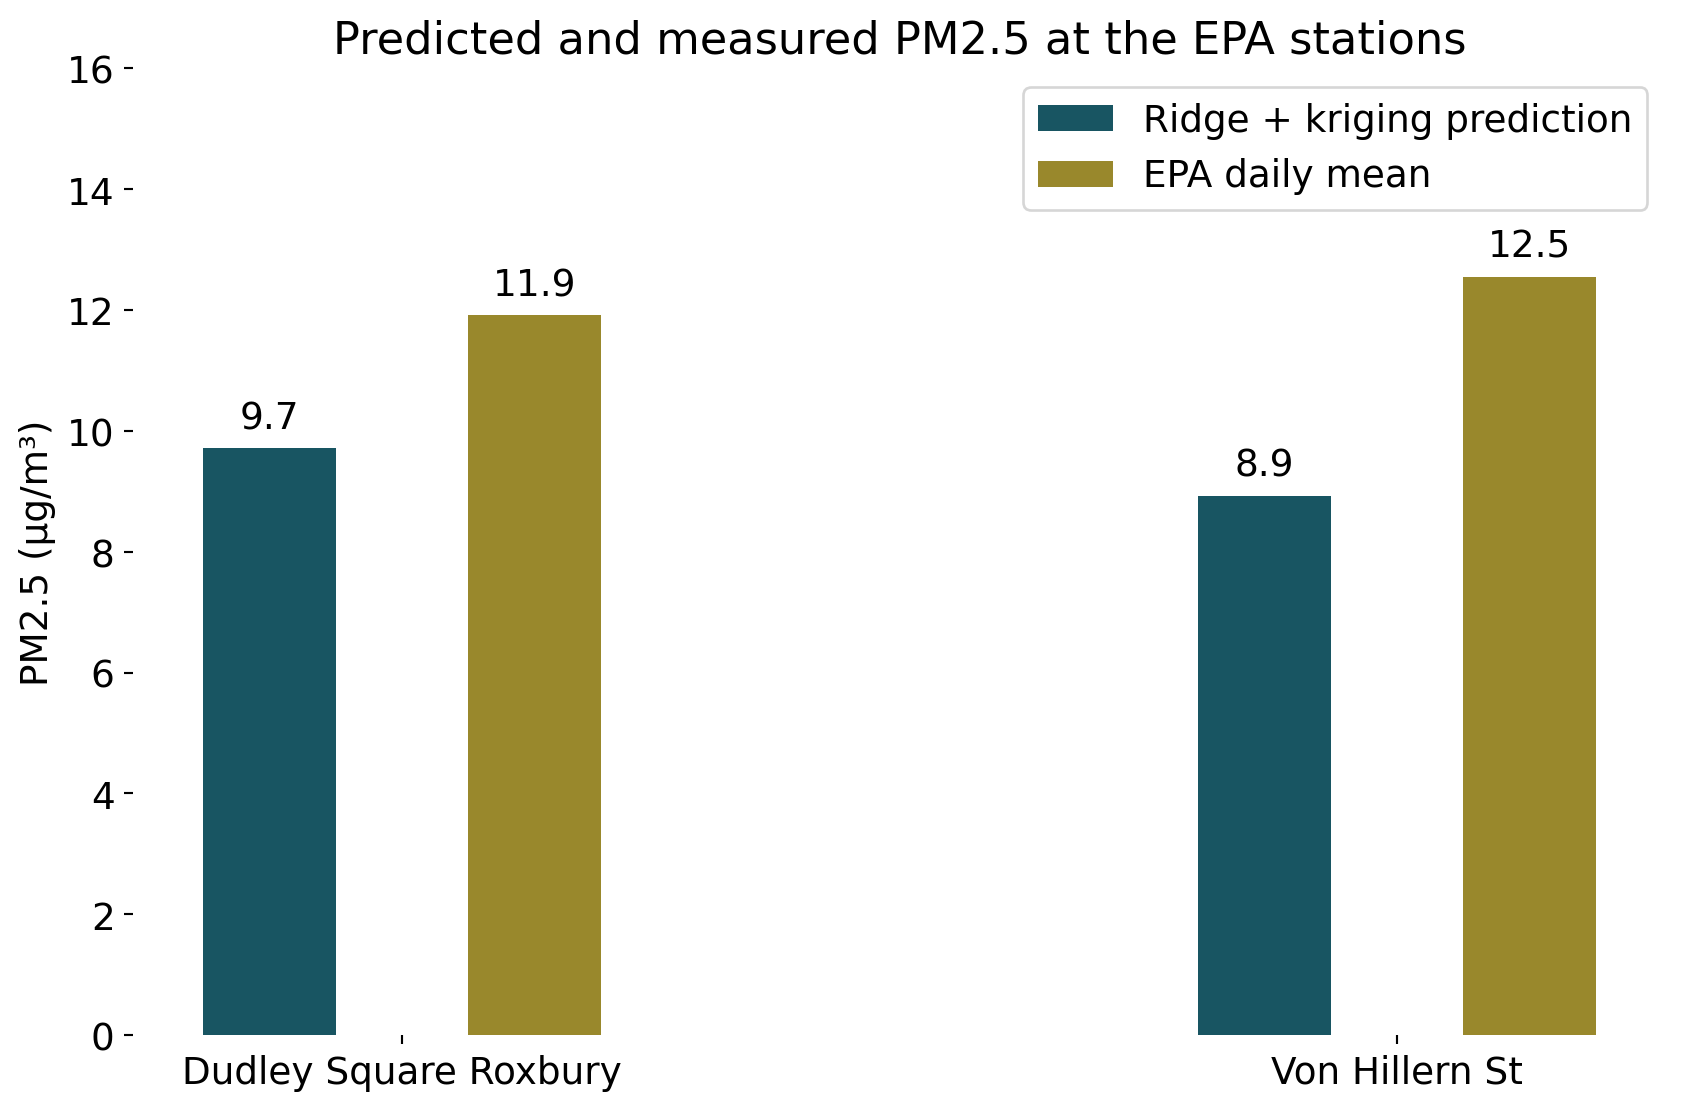 Predicted and measured PM2.5 at the EPA stations
Ridge + kriging prediction
EPA daily mean
PM2.5 (µg/m³)
16
14
12
10
8
6
4
2
0
9.7
11.9
8.9
12.5
Dudley Square Roxbury
Von Hillern St